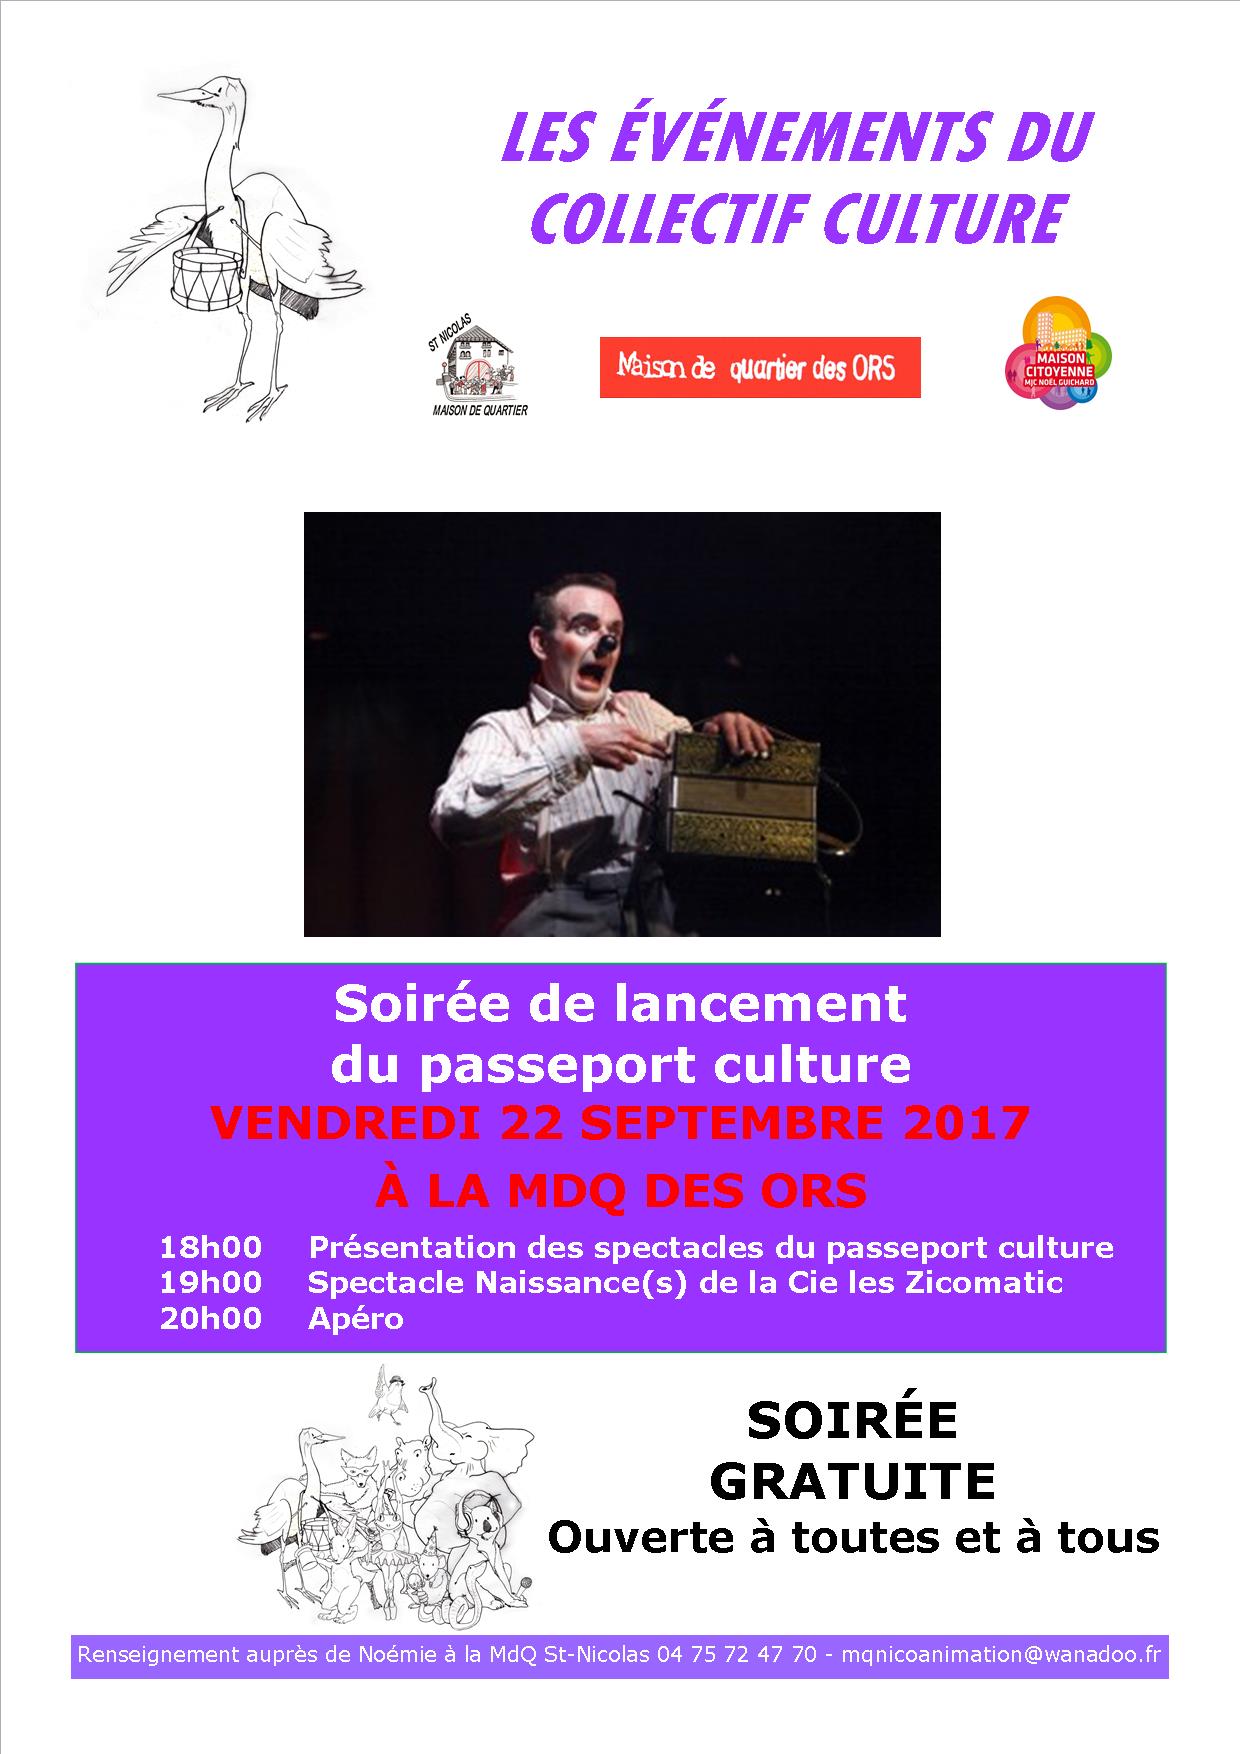 LES ÉVÉNEMENTS DU
COLLECTIF CULTURE
ST NICOLAS
MAISON DE QUARTIER
Maison de quartier des ORS
MAISON
CITOYENNE
MJC NOËL GUICHARD
Soirée de lancement
du passeport culture
VENDREDI 22 SEPTEMBRE 2017
À LA MDQ DES ORS
18h00 Présentation des spectacles du passeport culture
19h00 Spectacle Naissance(s) de la Cie les Zicomatic
20h00 Apéro
SOIRÉE
GRATUITE
Ouverte à toutes et à tous
Renseignement auprès de Noémie à la MdQ St-Nicolas 04 75 72 47 70 - mqnicoanimation@wanadoo.fr